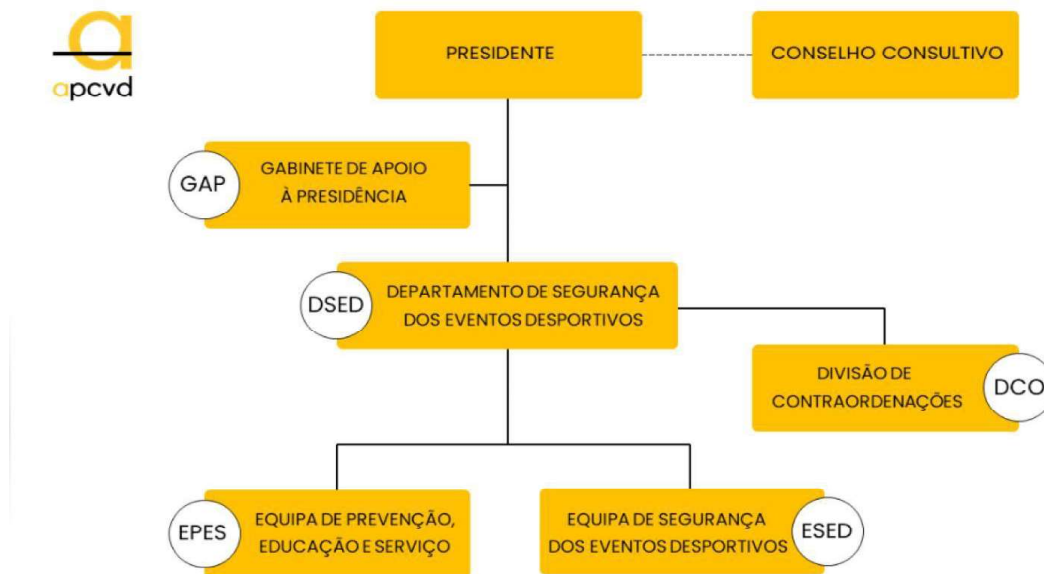 a
apcvd
PRESIDENTE
CONSELHO CONSULTIVO
GAP
GABINETE DE APOIO
À PRESIDÊNCIA
DSED
DEPARTAMENTO DE SEGURANÇA
DOS EVENTOS DESPORTIVOS
DIVISÃO DE
CONTRAORDENAÇÕES
DCO
EPES
EQUIPA DE PREVENÇÃO,
EDUCAÇÃO E SERVIÇO
EQUIPA DE SEGURANÇA
DOS EVENTOS DESPORTIVOS
ESED